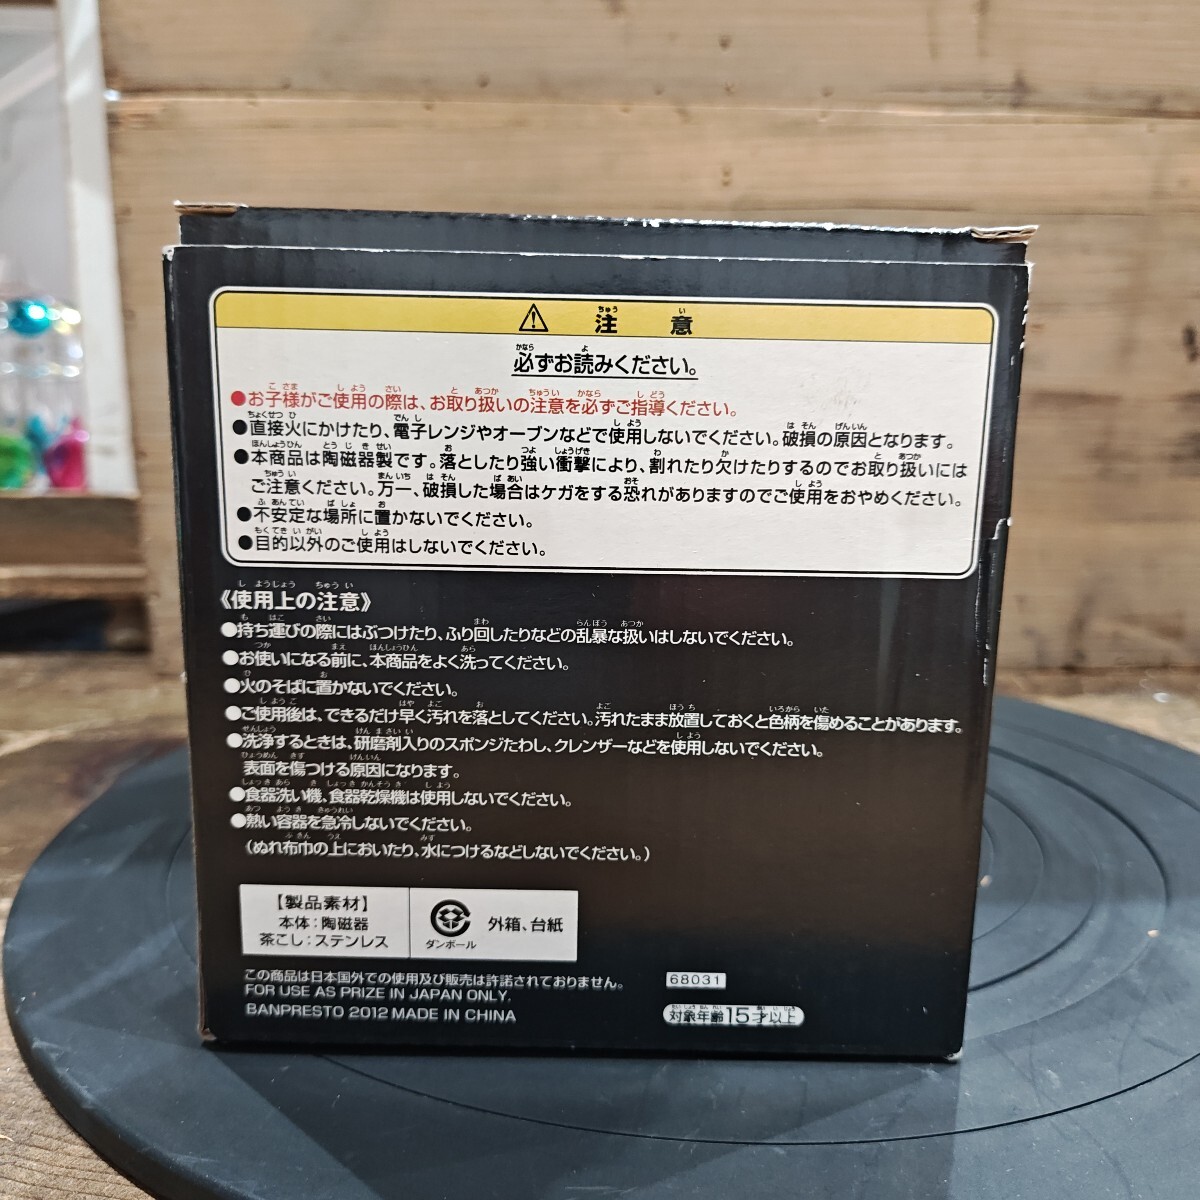 注意
必ずお読みください。
●お子様がご使用の際は、お取り扱いの注意を必ずご指導ください。
●直接火にかけたり、電子レンジやオーブンなどで使用しないでください。破損の原因となります。
●本商品は陶磁器製です。落としたり強い衝撃により、割れたり欠けたりするのでお取り扱いには
ご注意ください。万一、破損した場合はケガをする恐れがありますのでご使用をおやめください。
●不安定な場所に置かないでください。
●目的以外のご使用はしないでください。
《使用上の注意》
●持ち運びの際にはぶつけたり、ふり回したりなどの乱暴な扱いはしないでください。
●お使いになる前に、本商品をよく洗ってください。
●火のそばに置かないでください。
●ご使用後は、できるだけ早く汚れを落としてください。汚れたまま放置しておくと色柄を傷めることがあります。
●洗浄するときは、研磨剤入りのスポンジたわし、クレンザーなどを使用しないでください。
表面を傷つける原因になります。
●食器洗い機、食器乾燥機は使用しないでください。
●熱い容器を急冷しないでください。
(ぬれ布巾の上においたり、水につけるなどしないでください。)
【製品素材】
本体:陶磁器
茶こし:ステンレス
ダンボール
外箱、台紙
この商品は日本国外での使用及び販売は許諾されておりません。
FOR USE AS PRIZE IN JAPAN ONLY.
BANPRESTO 2012 MADE IN CHINA
68031
対象年齢15才以上